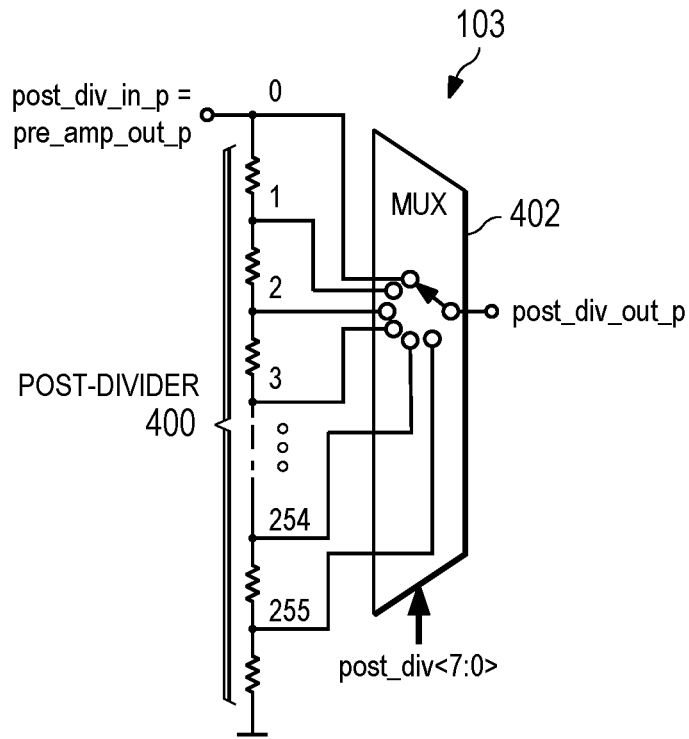 103
post_div_in_p =
pre_amp_out_p
0
1
MUX
402
2
post_div_out_p
3
POST-DIVIDER
400
254
255
post_div<7:0>